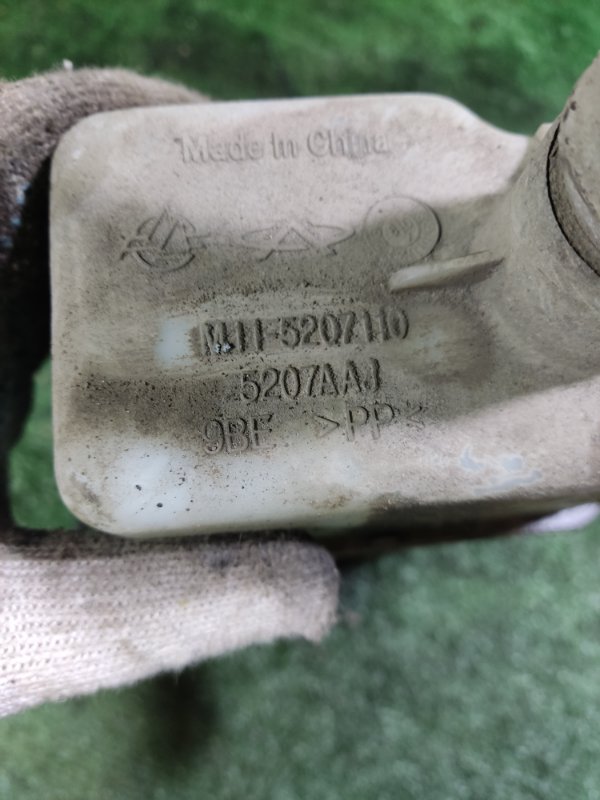 Made in China
M11-5207110
5207AAJ
9BE >PP<